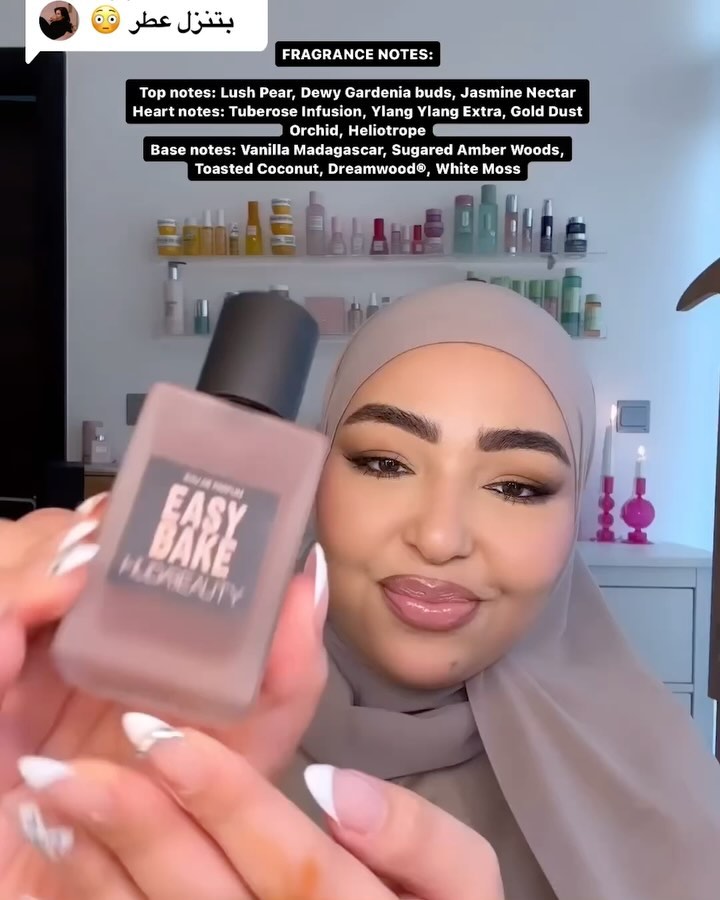 بتنزل عطر 😳
FRAGRANCE NOTES:
Top notes: Lush Pear, Dewy Gardenia buds, Jasmine Nectar
Heart notes: Tuberose Infusion, Ylang Ylang Extra, Gold Dust
Orchid, Heliotrope
Base notes: Vanilla Madagascar, Sugared Amber Woods,
Toasted Coconut, Dreamwood®, White Moss
EAU DE PARFUM
EASY
BAKE
HUDABEAUTY